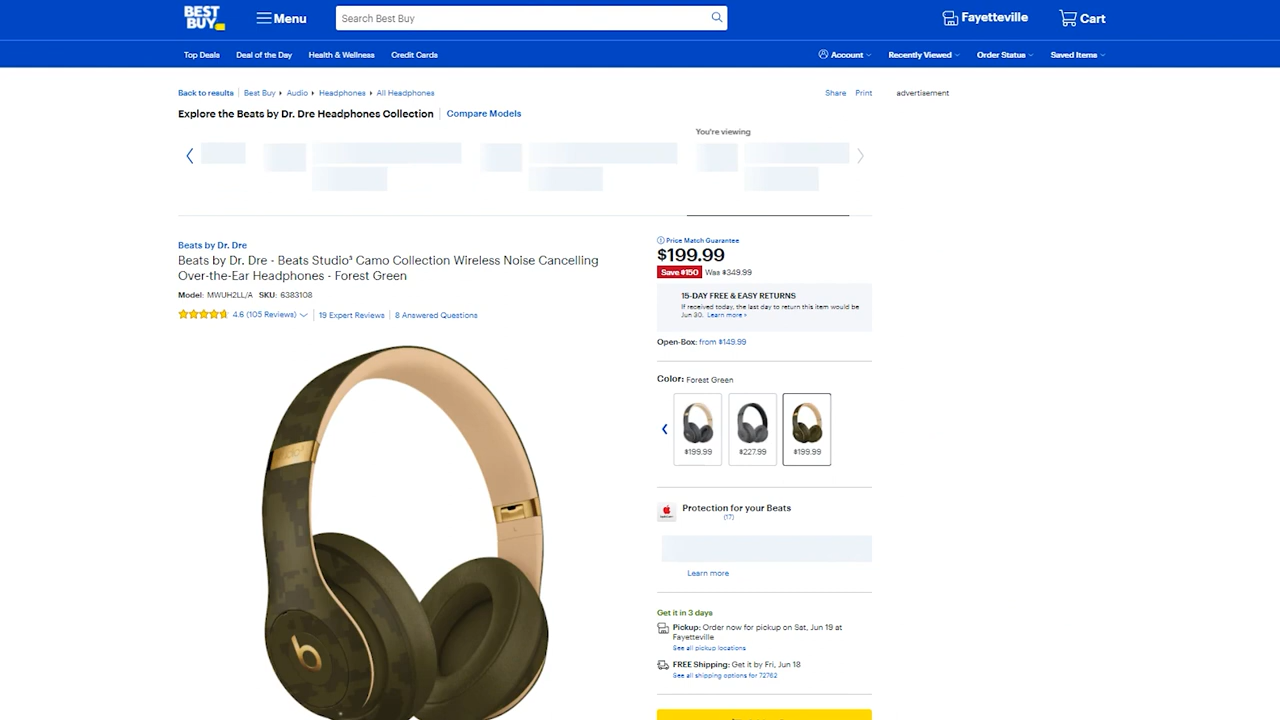 BEST BUY
Menu
Search Best Buy
Fayetteville
Cart
Top Deals
Deal of the Day
Health & Wellness
Credit Cards
Account
Recently Viewed
Order Status
Saved Items
Back to results
Best Buy
Audio
Headphones
All Headphones
Share
Print
advertisement
Explore the Beats by Dr. Dre Headphones Collection
Compare Models
You're viewing
Beats by Dr. Dre
Beats by Dr. Dre - Beats Studio³ Camo Collection Wireless Noise Cancelling
Over-the-Ear Headphones - Forest Green
Model: MWUH2LL/A SKU: 6383108
4.6 (105 Reviews)
19 Expert Reviews
8 Answered Questions
Price Match Guarantee
$199.99
Save $150
Was $349.99
15-DAY FREE & EASY RETURNS
If received today, the last day to return this item would be
Jun 30. Learn more
Open-Box: from $149.99
Color: Forest Green
$199.99
$227.99
$199.99
Protection for your Beats
(17)
Learn more
Get it in 3 days
Pickup: Order now for pickup on Sat, Jun 19 at
Fayetteville
See all pickup locations
FREE Shipping: Get it by Fri, Jun 18
See all shipping options for 72762